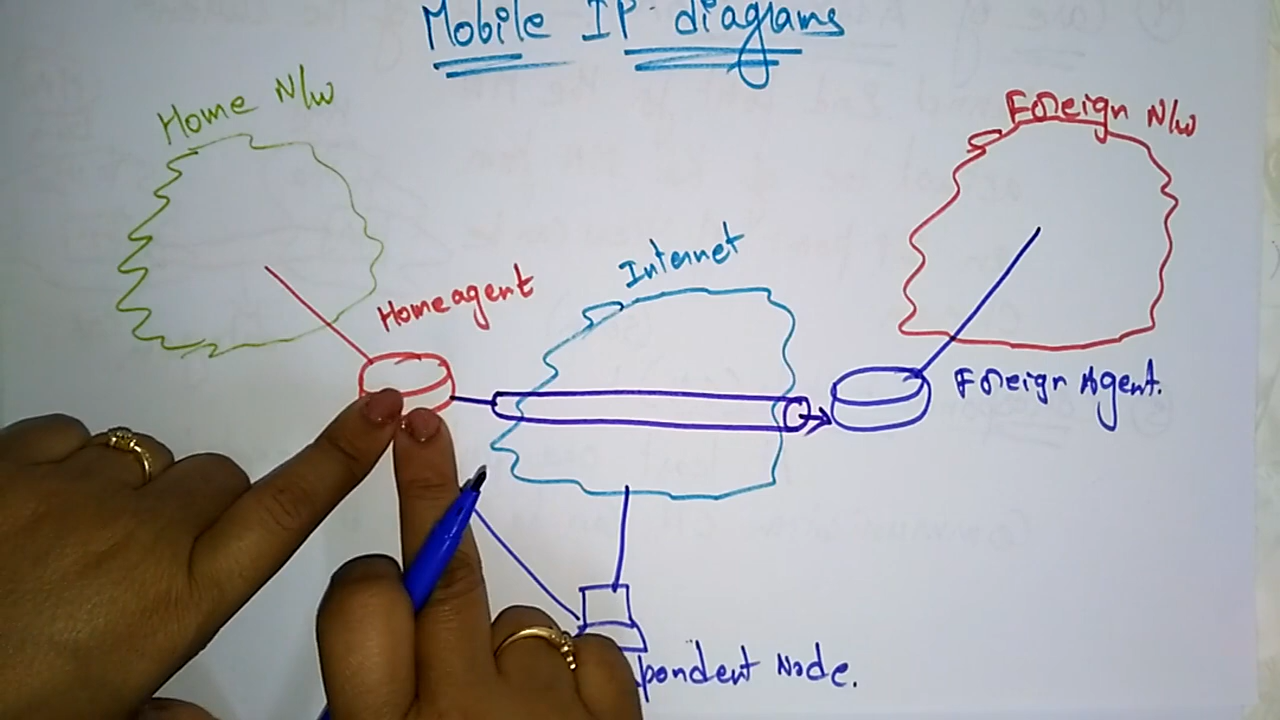 Mobile IP diagrams
Home N/w
Foreign N/w
Internet
Homeagent
Foreign Agent.
pondent Node.